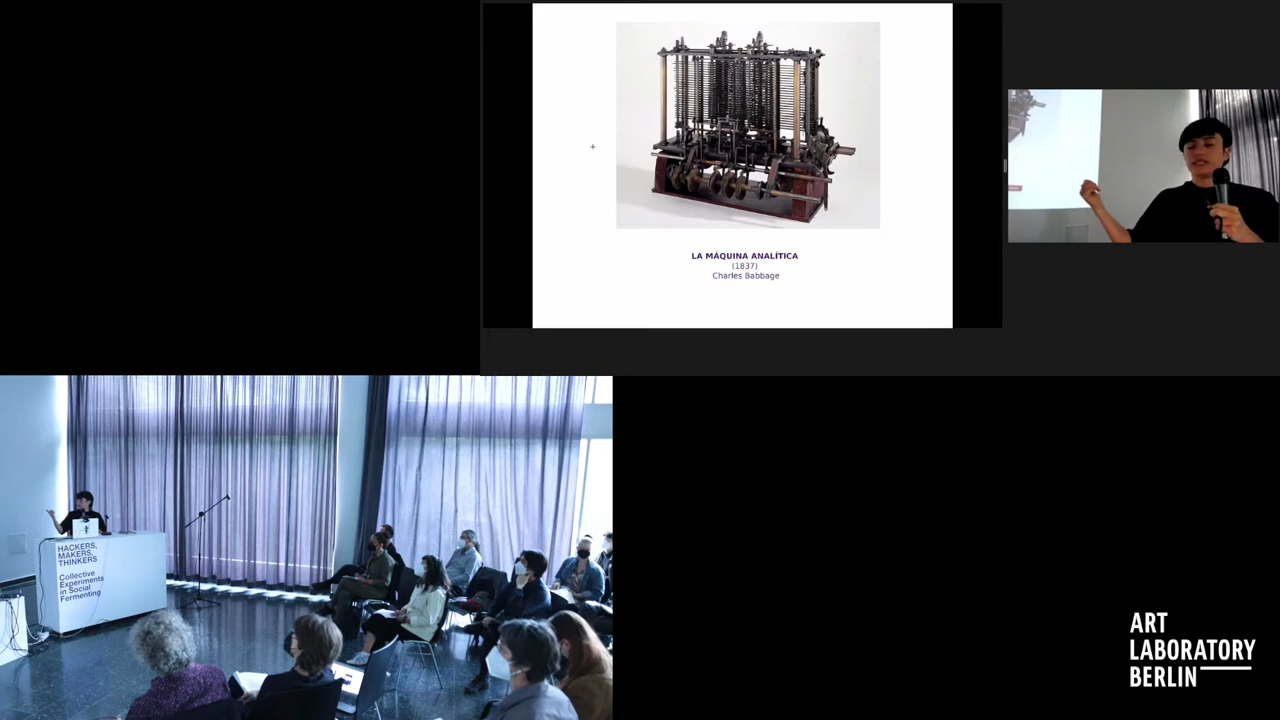 LA MÁQUINA ANALÍTICA
(1837)
Charles Babbage
HACKERS,
MAKERS,
THINKERS
Collective
Experiments
in Social
Fermenting
ART
LABORATORY
BERLIN